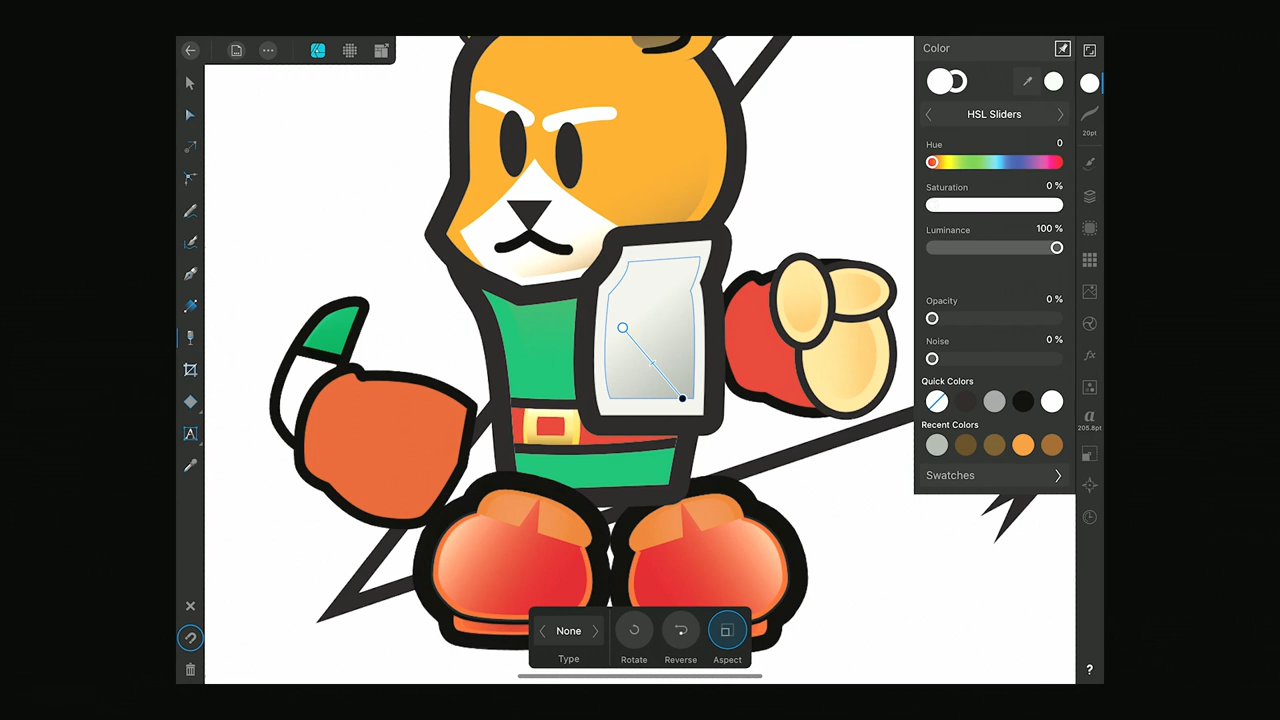 Color
HSL Sliders
20pt
Hue
0
Saturation
0 %
Luminance
100 %
Opacity
0 %
Noise
0 %
Quick Colors
Recent Colors
Swatches
fx
a
205.8pt
A
None
Type
Rotate
Reverse
Aspect
?